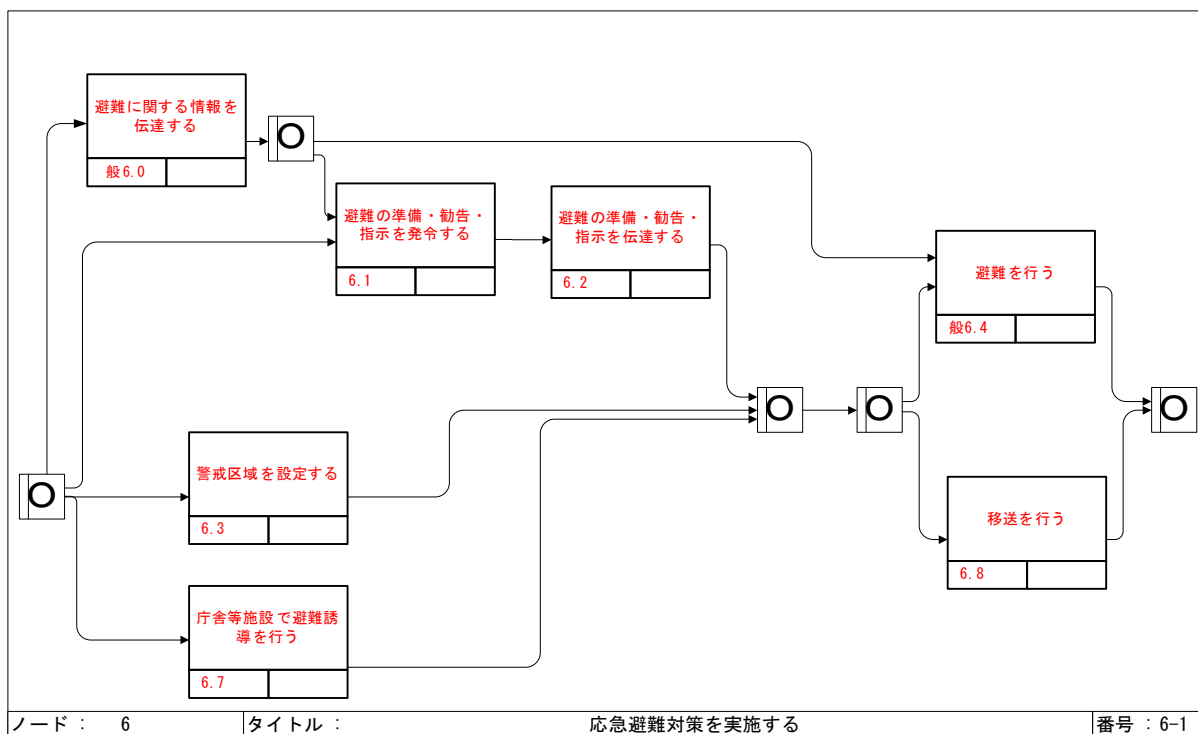 避難に関する情報を
伝達する
般6.0
O
避難の準備・勧告・
指示を発令する
6.1
避難の準備・勧告・
指示を伝達する
6.2
避難を行う
般6.4
O
O
O
警戒区域を設定する
6.3
O
移送を行う
6.8
庁舎等施設で避難誘
導を行う
6.7
ノード： 6 タイトル： 応急避難対策を実施する 番号：6-1